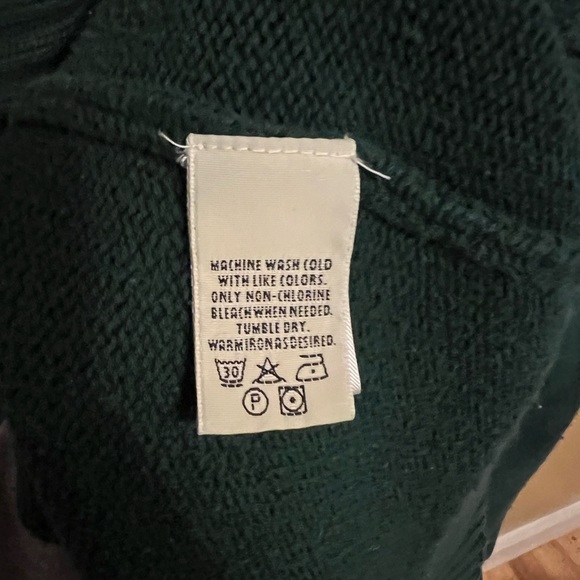 MACHINE WASH COLD
WITH LIKE COLORS.
ONLY NON-CHLORINE
BLEACH WHEN NEEDED.
TUMBLE DRY.
WARM IRON AS DESIRED.
30
P